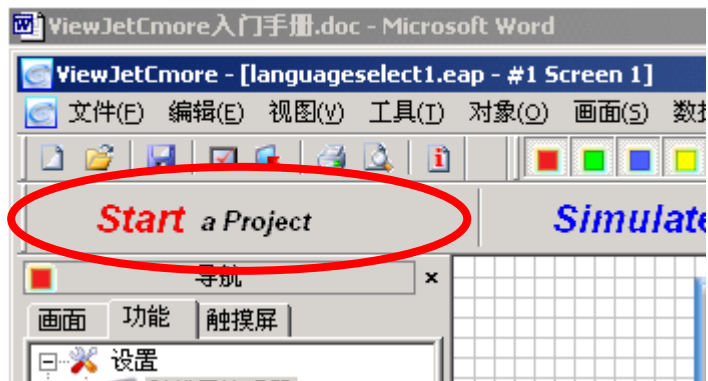 ViewJetCmore入门手册.doc - Microsoft Word
ViewJetCmore - [languageselect1.eap - #1 Screen 1]
文件(F) 编辑(E) 视图(V) 工具(T) 对象(O) 画面(S)
Start a Project Simulate
导航
画面 功能 触摸屏
设置